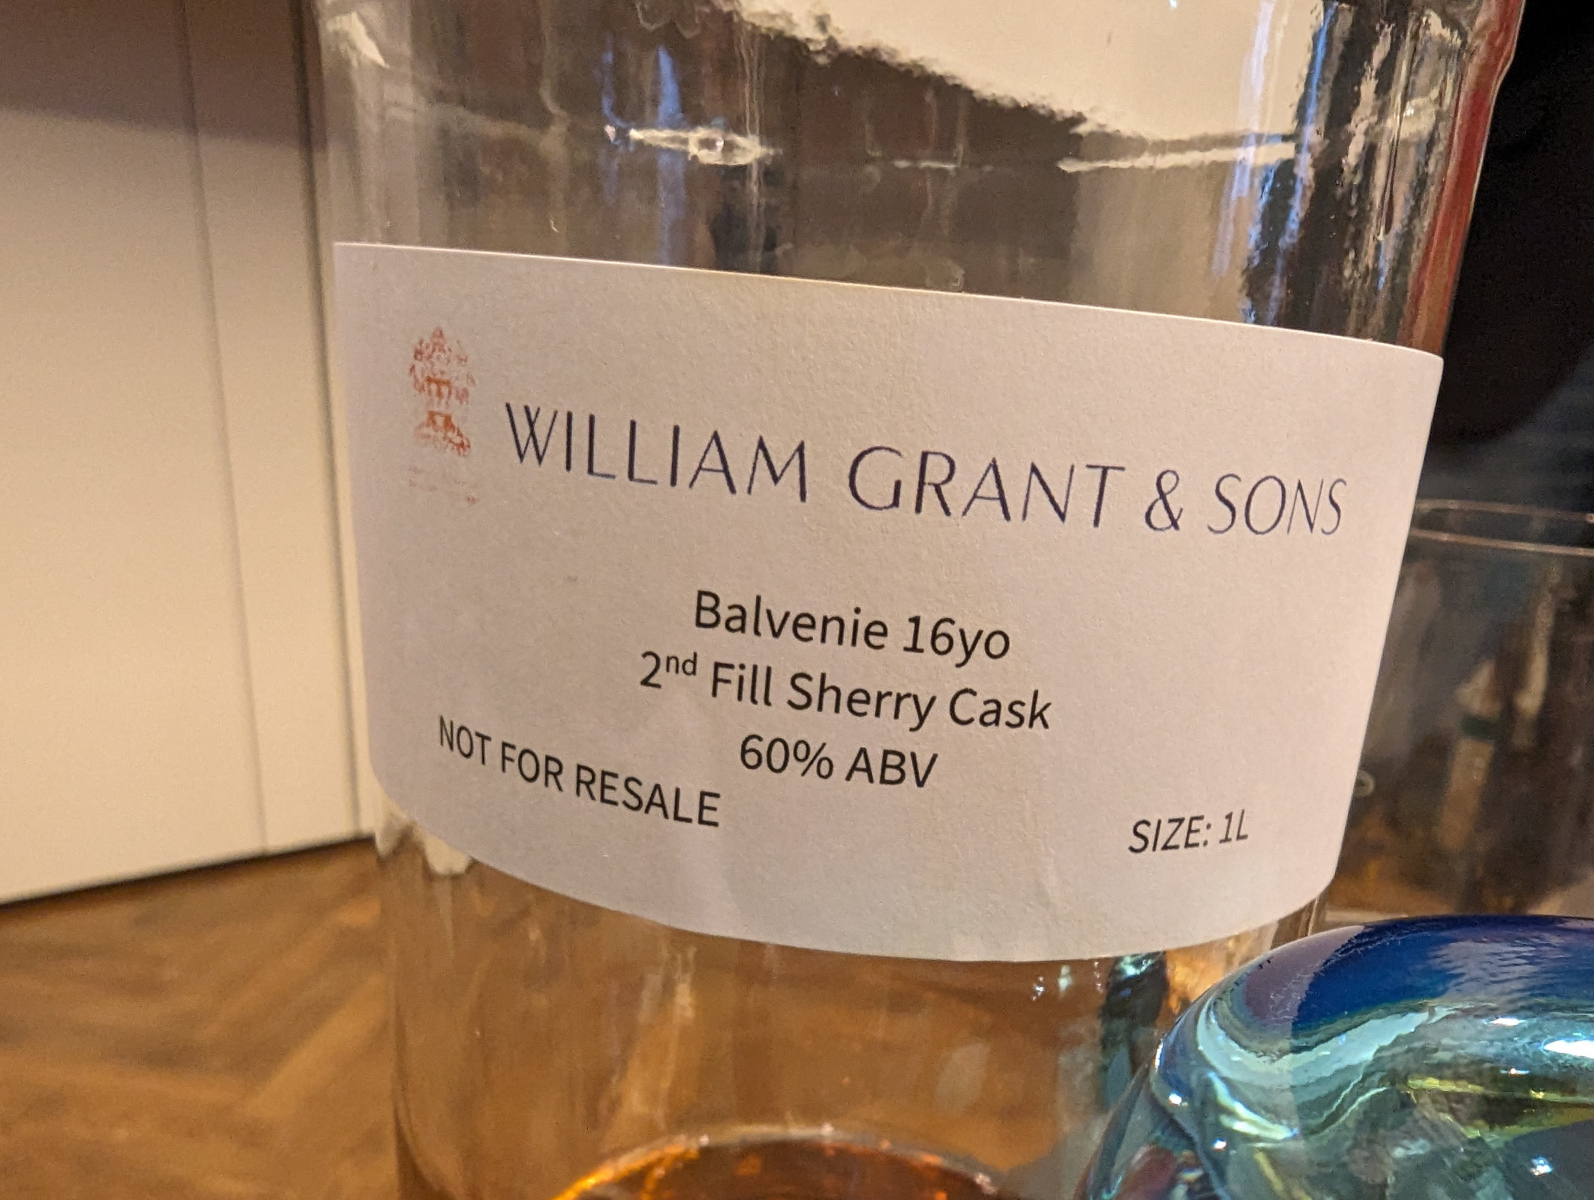 WILLIAM GRANT & SONS
Balvenie 16yo
2nd Fill Sherry Cask
60% ABV
NOT FOR RESALE
SIZE: 1L